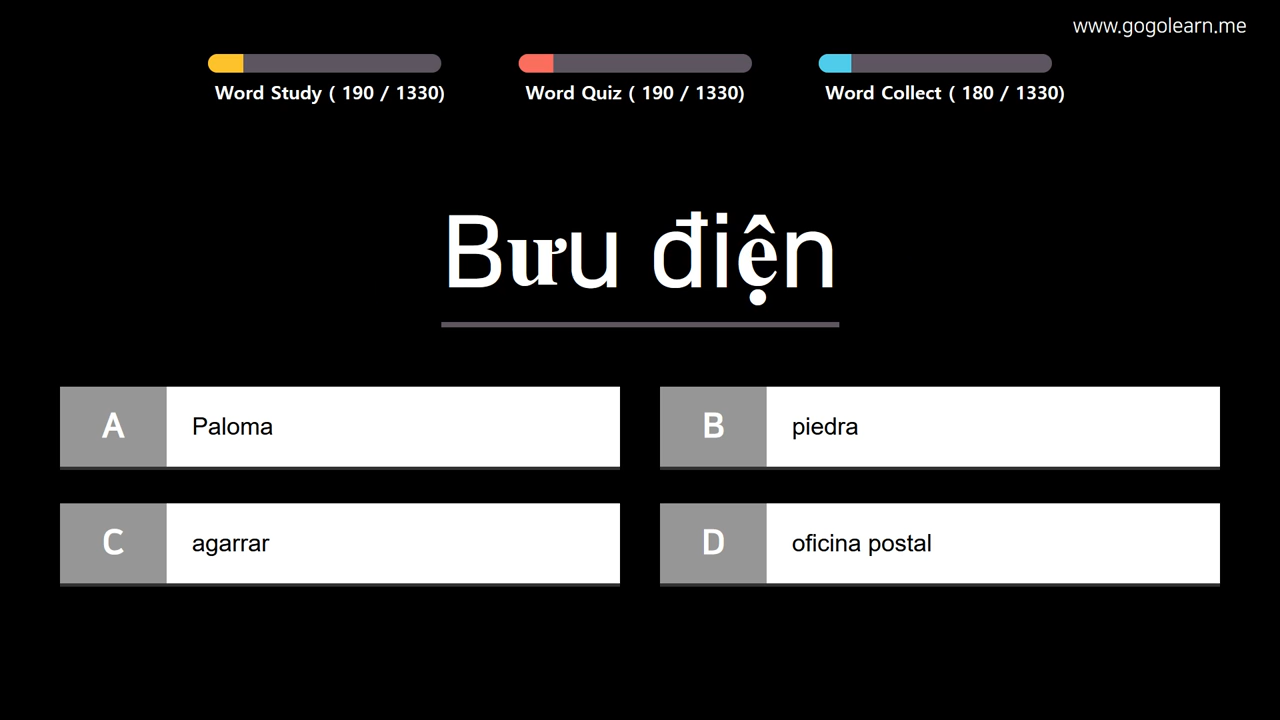 www.gogolearn.me
Word Study ( 190 / 1330)
Word Quiz ( 190 / 1330)
Word Collect ( 180 / 1330)
Bưu điện
A Paloma
B piedra
C agarrar
D oficina postal